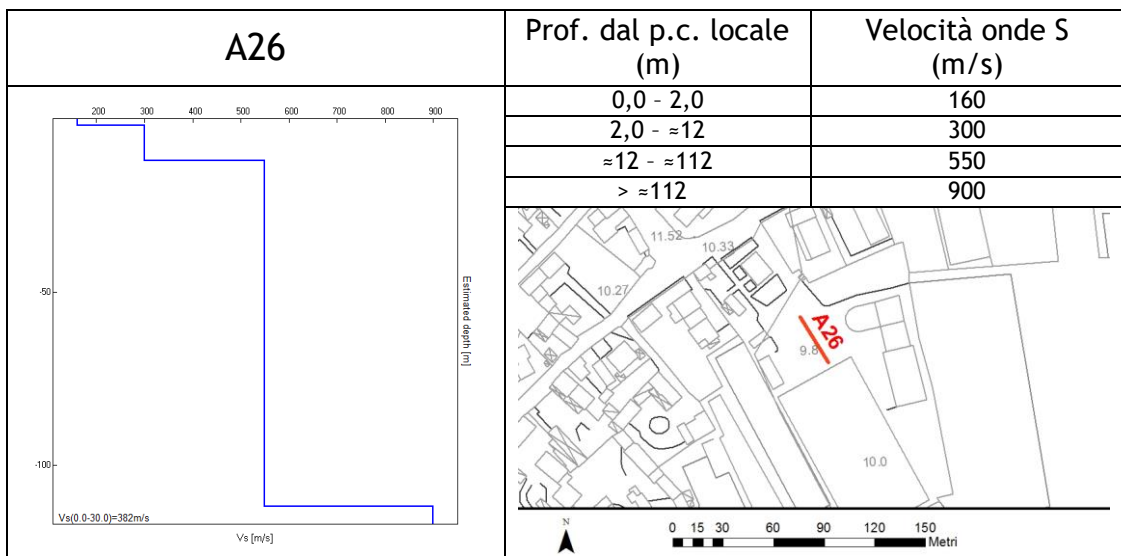 A26
Prof. dal p.c. locale
(m)
Velocità onde S
(m/s)
0,0 – 2,0 160
2,0 – ≈12 300
≈12 – ≈112 550
> ≈112 900
200 300 400 500 600 700 800 900
-50
-100
Estimated depth [m]
Vs(0.0-30.0)=382m/s
Vs [m/s]
11.52
10.33
10.27
A26
9.8
10.0
N
0 15 30 60 90 120 150
Metri